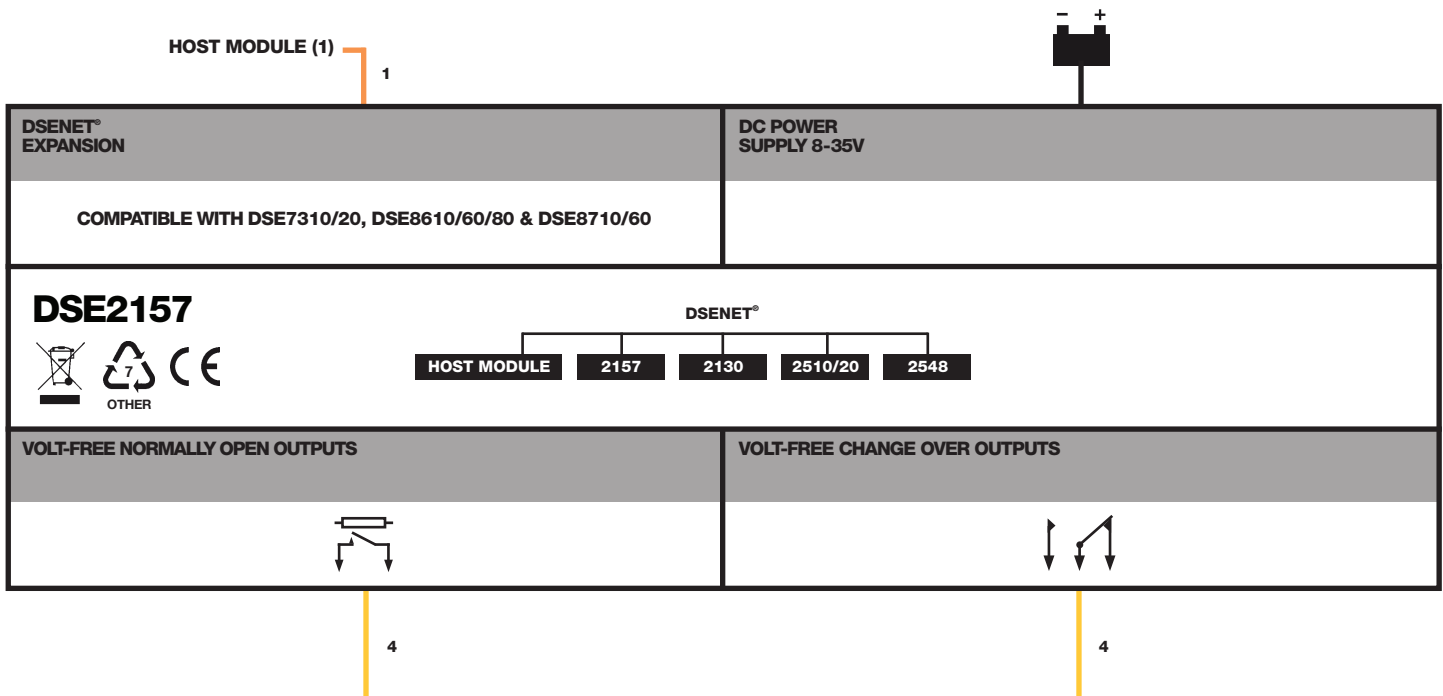 HOST MODULE (1)
1
- +
DSENET®
EXPANSION
DC POWER
SUPPLY 8-35V
COMPATIBLE WITH DSE7310/20, DSE8610/60/80 & DSE8710/60
DSE2157
7
OTHER
CE
DSENET®
HOST MODULE
2157
2130
2510/20
2548
VOLT-FREE NORMALLY OPEN OUTPUTS
VOLT-FREE CHANGE OVER OUTPUTS
4
4